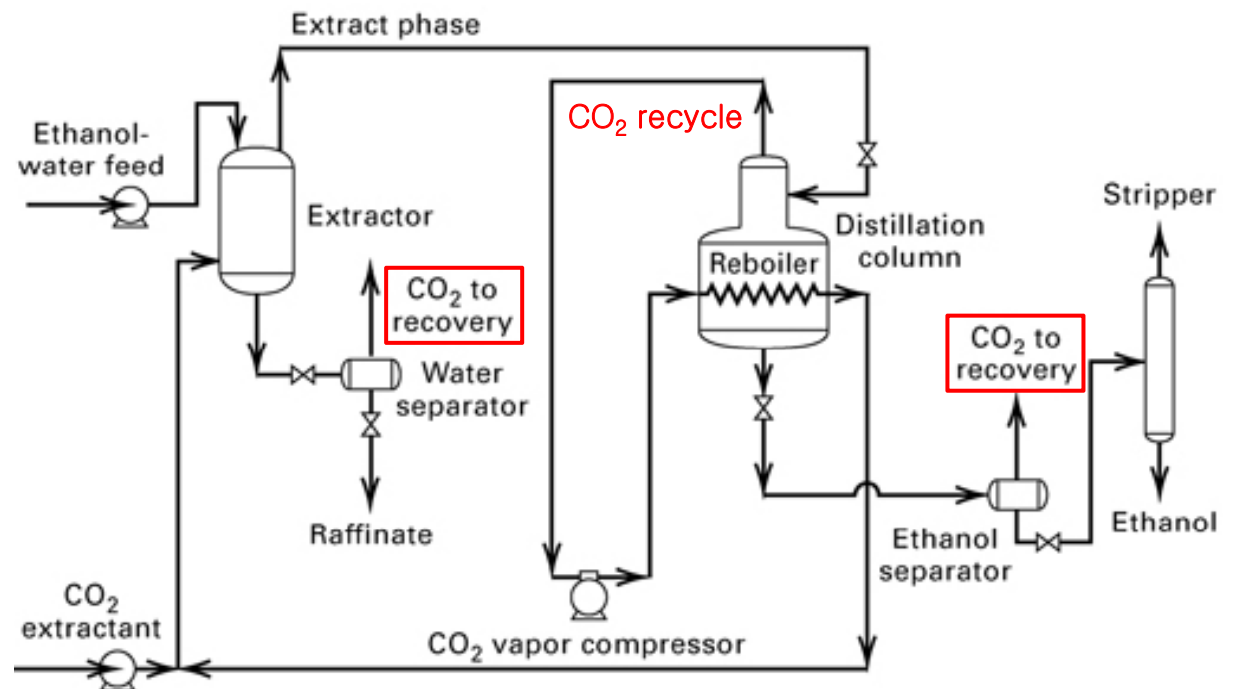 Extract phase
CO₂ recycle
Ethanol-
water feed
Extractor
CO₂ to
recovery
Water
separator
Raffinate
Distillation
column
Reboiler
Stripper
CO₂ to
recovery
Ethanol
separator
Ethanol
CO₂
extractant
CO₂ vapor compressor